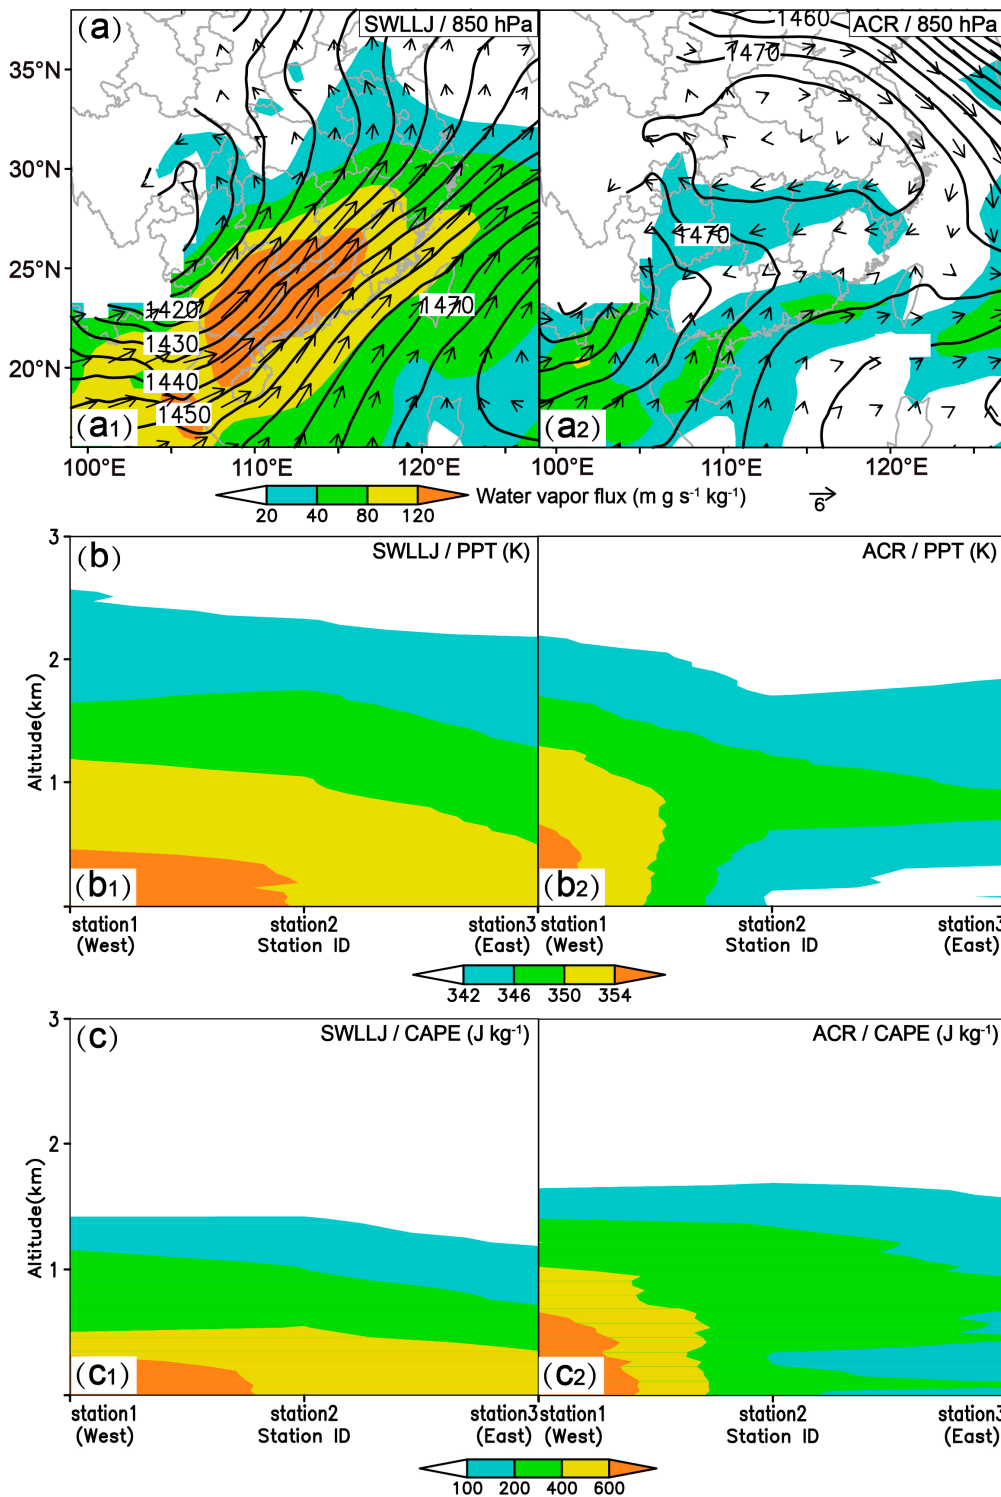 (a)
SWLLJ / 850 hPa
ACR / 850 hPa
35°N
30°N
25°N
20°N
1420
1430
1440
1450
1470
1460
1470
1470
(a1)
(a2)
100°E
110°E
120°E
100°E
110°E
120°E
20
40
80
120
Water vapor flux (m g s⁻¹ kg⁻¹)
6
(b)
SWLLJ / PPT (K)
ACR / PPT (K)
3
2
1
Altitude(km)
(b1)
(b2)
station1
(West)
station2
Station ID
station3
(East)
station1
(West)
station2
Station ID
station3
(East)
342
346
350
354
(c)
SWLLJ / CAPE (J kg⁻¹)
ACR / CAPE (J kg⁻¹)
3
2
1
Altitude(km)
(c1)
(c2)
station1
(West)
station2
Station ID
station3
(East)
station1
(West)
station2
Station ID
station3
(East)
100
200
400
600